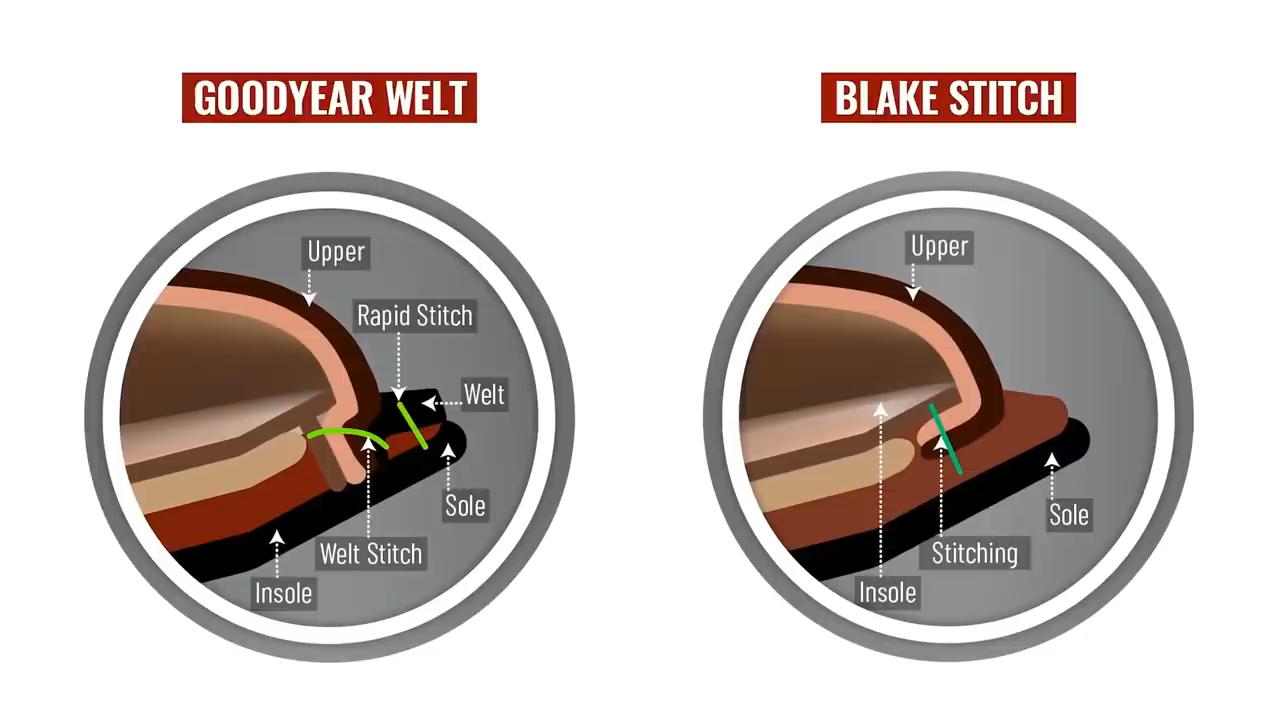 GOODYEAR WELT
Upper
Rapid Stitch
Welt
Sole
Welt Stitch
Insole
BLAKE STITCH
Upper
Sole
Stitching
Insole